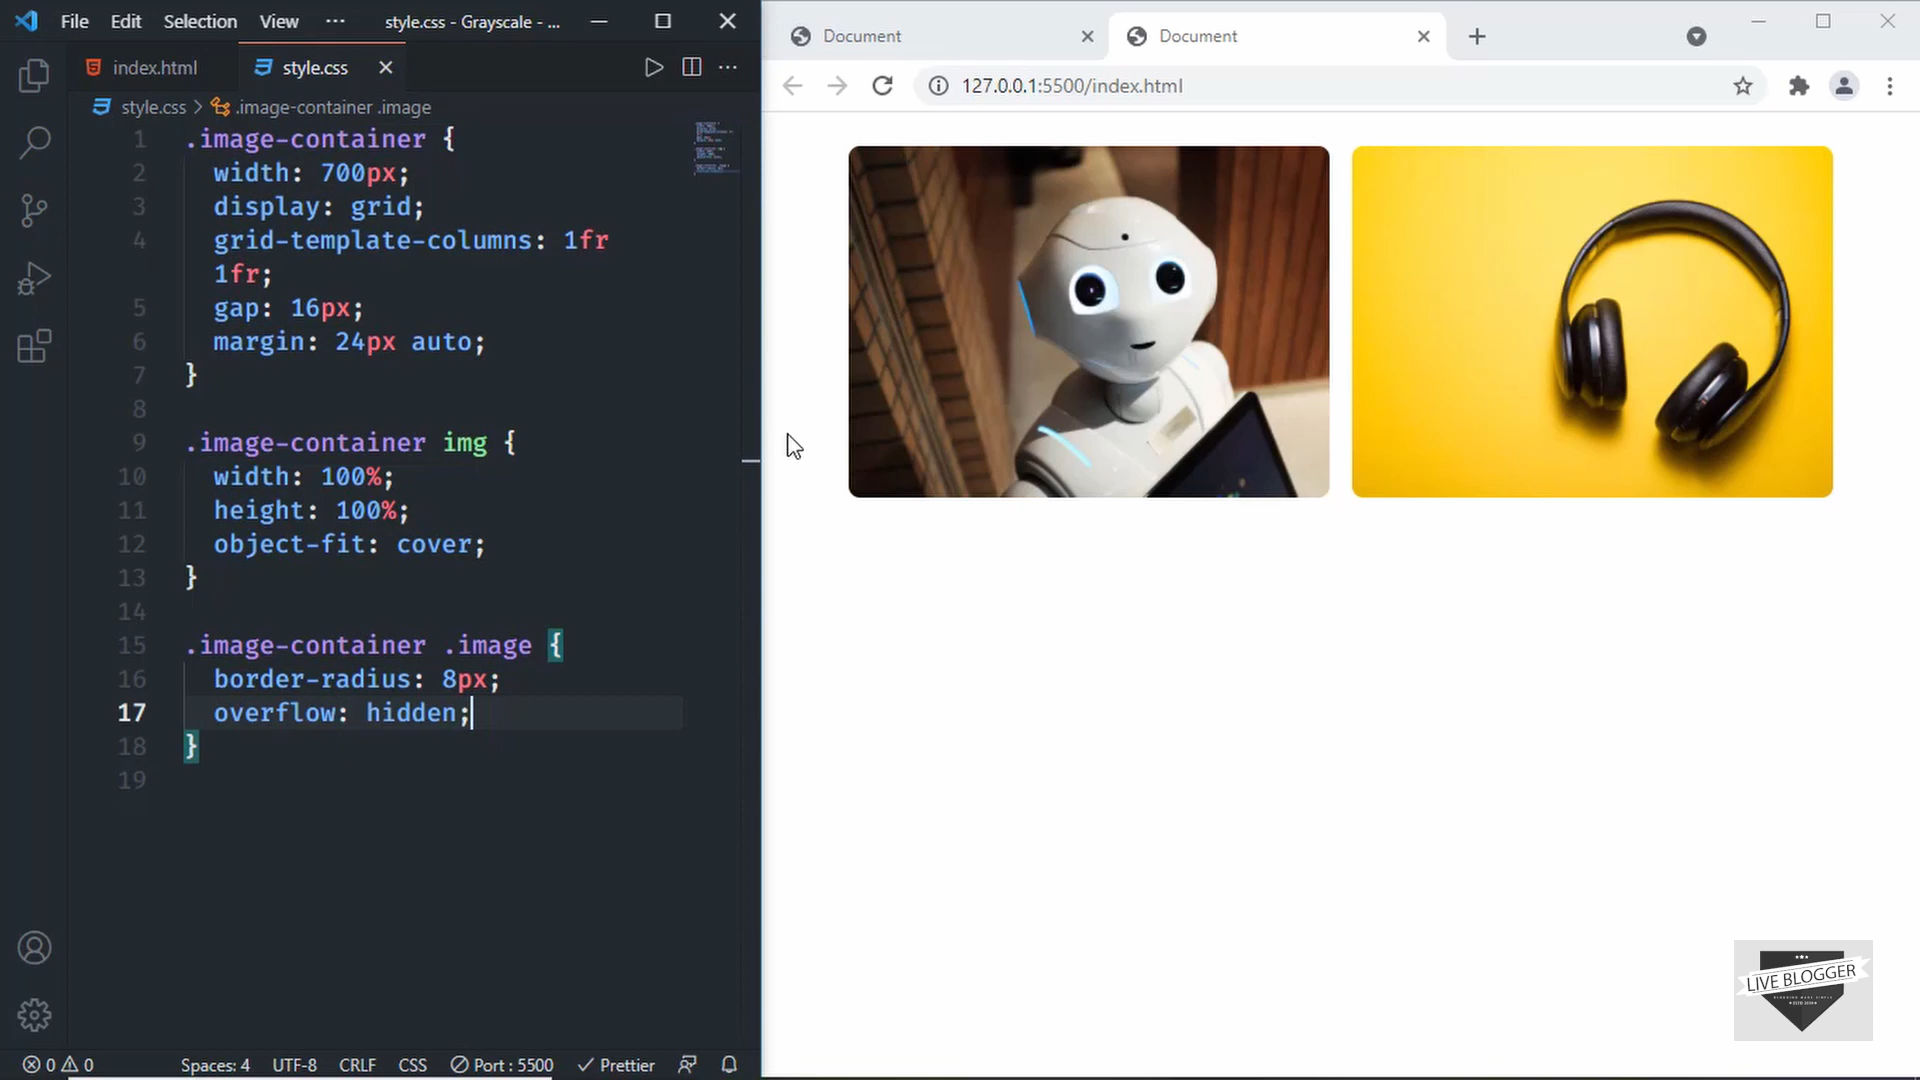 File Edit Selection View ··· style.css - Grayscale - ...
index.html style.css
style.css > .image-container .image
1 .image-container {
2 width: 700px;
3 display: grid;
4 grid-template-columns: 1fr
1fr;
5 gap: 16px;
6 margin: 24px auto;
7 }
8
9 .image-container img {
10 width: 100%;
11 height: 100%;
12 object-fit: cover;
13 }
14
15 .image-container .image {
16 border-radius: 8px;
17 overflow: hidden;
18 }
19
0 0 Spaces: 4 UTF-8 CRLF CSS Port : 5500 Prettier
Document Document
127.0.0.1:5500/index.html
LIVE BLOGGER